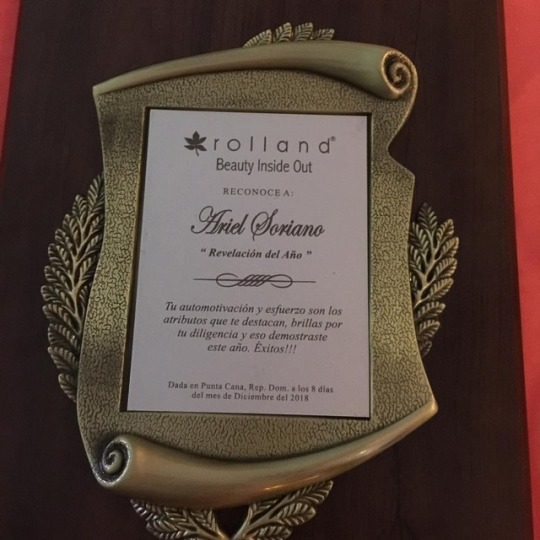 rolland®
Beauty Inside Out
RECONOCE A:
Ariel Soriano
“ Revelación del Año ”
Tu automotivación y esfuerzo son los
atributos que te destacan, brillas por
tu diligencia y eso demostraste
este año. Éxitos!!!
Dada en Punta Cana, Rep. Dom. a los 8 días
del mes de Diciembre del 2018